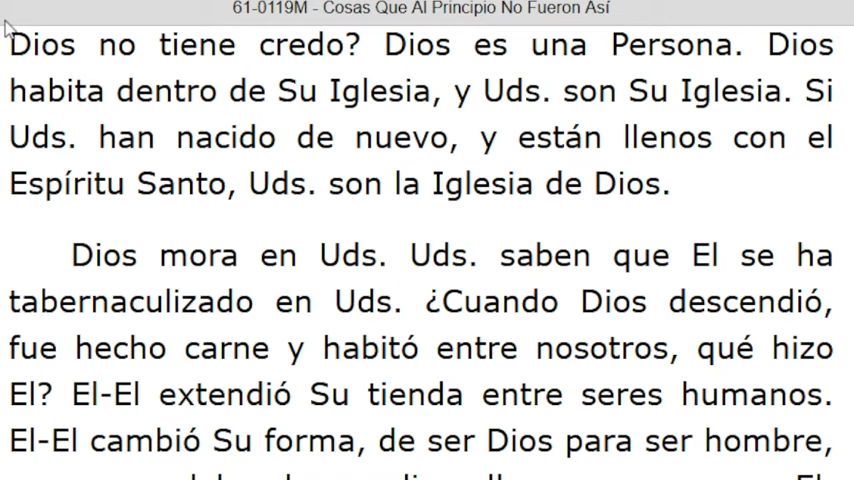 61-0119M - Cosas Que Al Principio No Fueron Así
Dios no tiene credo? Dios es una Persona. Dios
habita dentro de Su Iglesia, y Uds. son Su Iglesia. Si
Uds. han nacido de nuevo, y están llenos con el
Espíritu Santo, Uds. son la Iglesia de Dios.
Dios mora en Uds. Uds. saben que El se ha
tabernaculizado en Uds. ¿Cuando Dios descendió,
fue hecho carne y habitó entre nosotros, qué hizo
El? El-El extendió Su tienda entre seres humanos.
El-El cambió Su forma, de ser Dios para ser hombre,